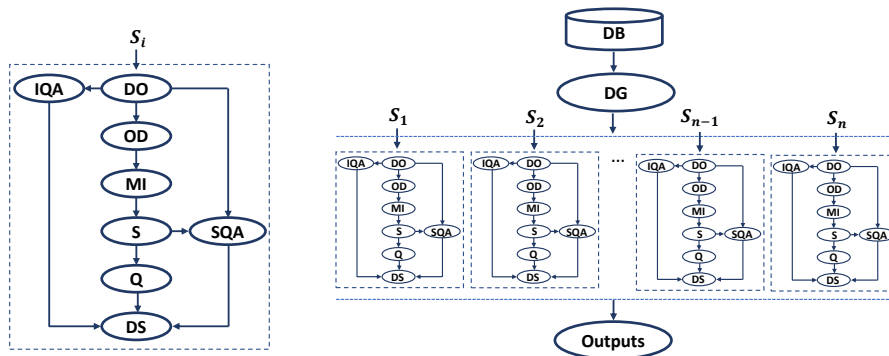 S_i
IQA DO
OD
MI
S SQA
Q
DS
DB
DG
S_1 S_2 S_{n-1} S_n
...
IQA DO
OD
MI
S SQA
Q
DS
IQA DO
OD
MI
S SQA
Q
DS
IQA DO
OD
MI
S SQA
Q
DS
IQA DO
OD
MI
S SQA
Q
DS
Outputs